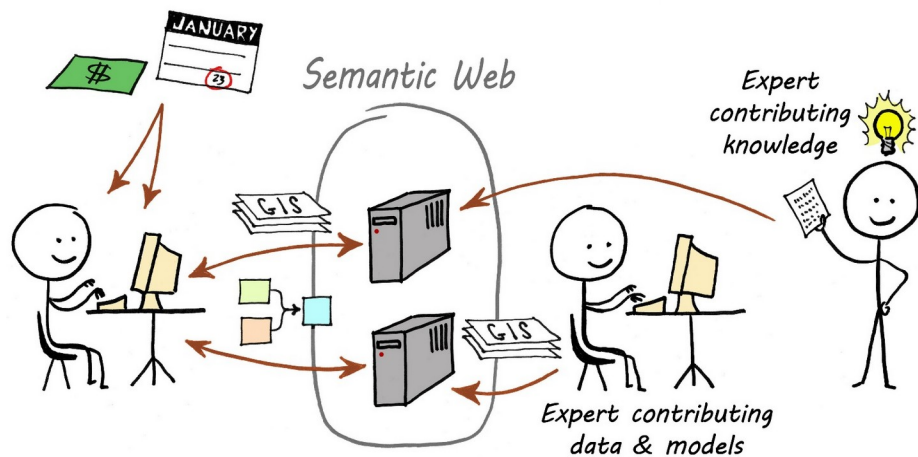 JANUARY
23
$
Semantic Web
Expert
contributing
knowledge
GIS
GIS
Expert contributing
data & models